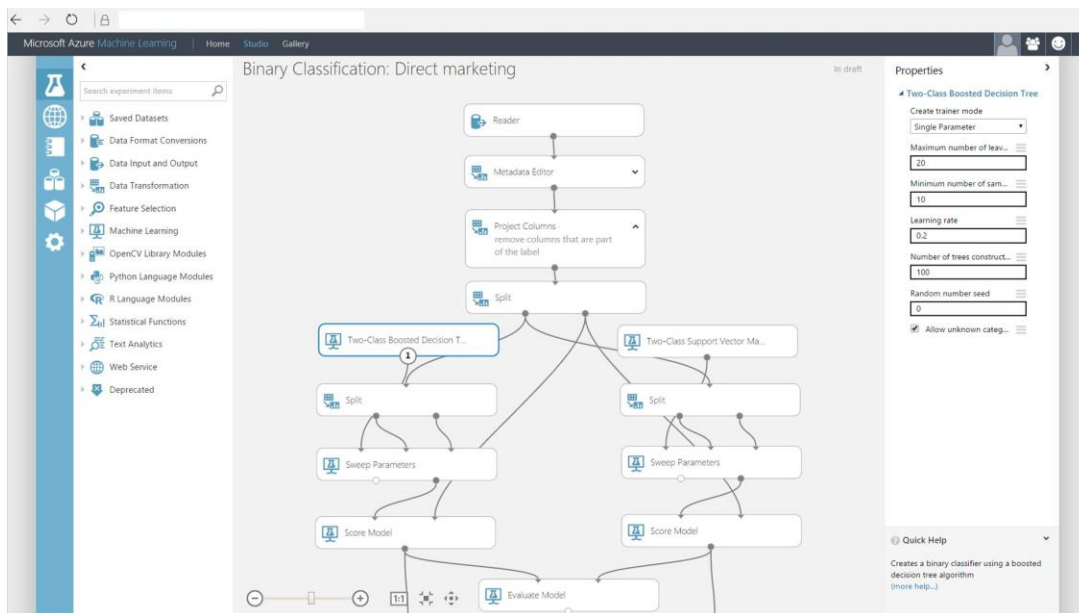 Microsoft Azure Machine Learning | Home Studio Gallery
Search experiment items
Saved Datasets
Data Format Conversions
Data Input and Output
Data Transformation
Feature Selection
Machine Learning
OpenCV Library Modules
Python Language Modules
R Language Modules
Statistical Functions
Text Analytics
Web Service
Deprecated
Binary Classification: Direct marketing
In draft
Reader
Metadata Editor
Project Columns
remove columns that are part
of the label
Split
Two-Class Boosted Decision T...
1
Two-Class Support Vector Ma...
Split
Split
Sweep Parameters
Sweep Parameters
Score Model
Score Model
Evaluate Model
1:1
Properties
Two-Class Boosted Decision Tree
Create trainer mode
Single Parameter
Maximum number of leav...
20
Minimum number of sam...
10
Learning rate
0.2
Number of trees construct...
100
Random number seed
0
Allow unknown categ...
Quick Help
Creates a binary classifier using a boosted
decision tree algorithm
(more help...)